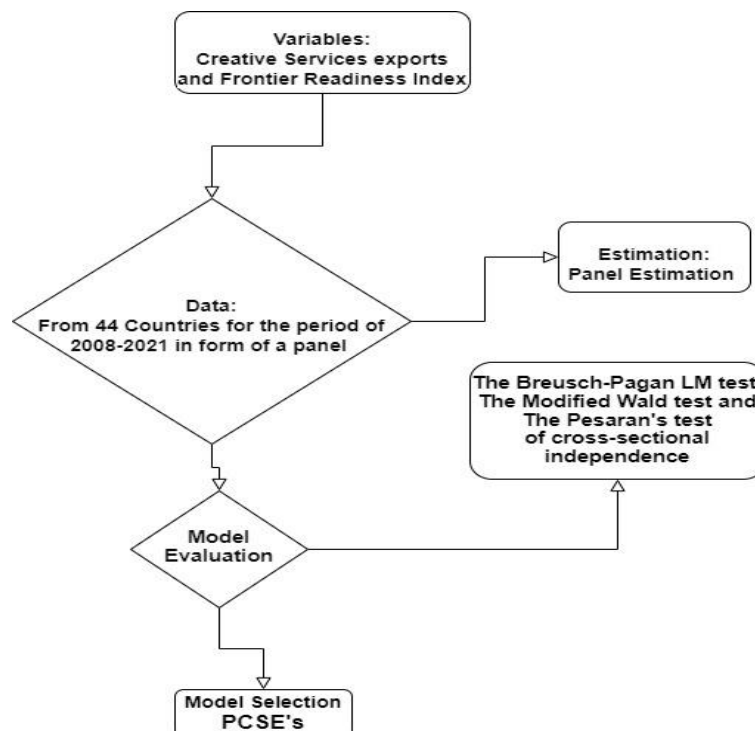 Variables:
Creative Services exports
and Frontier Readiness Index
Data:
From 44 Countries for the period of
2008-2021 in form of a panel
Estimation:
Panel Estimation
The Breusch-Pagan LM test
The Modified Wald test and
The Pesaran's test
of cross-sectional
independence
Model
Evaluation
Model Selection
PCSE's